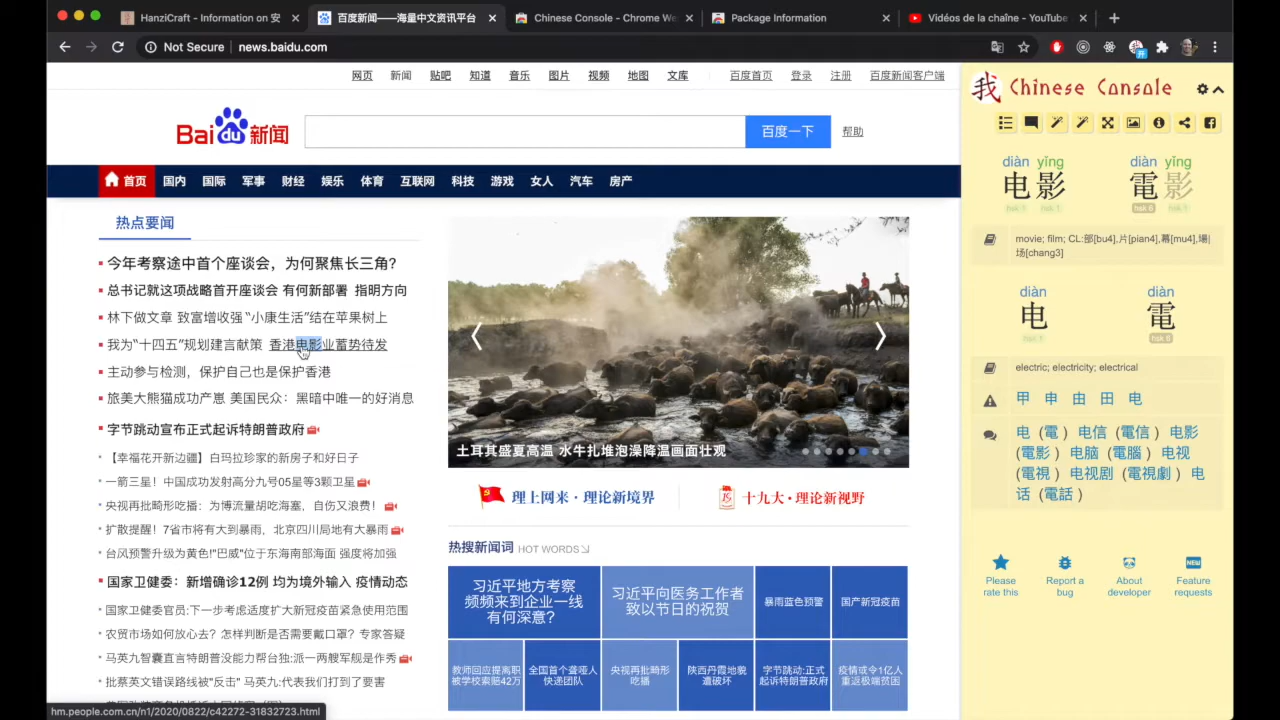 HanziCraft - Information on 安
百度新闻——海量中文资讯平台
Chinese Console - Chrome We
Package Information
Vidéos de la chaîne - YouTube
Not Secure | news.baidu.com
网页 新闻 贴吧 知道 音乐 图片 视频 地图 文库 百度首页 登录 注册 百度新闻客户端
Bai du 新闻
百度一下
帮助
首页 国内 国际 军事 财经 娱乐 体育 互联网 科技 游戏 女人 汽车 房产
热点要闻
今年考察途中首个座谈会，为何聚焦长三角？
总书记就这项战略首开座谈会 有何新部署 指明方向
林下做文章 致富增收强 “小康生活”结在苹果树上
我为“十四五”规划建言献策 香港电影业蓄势待发
主动参与检测，保护自己也是保护香港
旅美大熊猫成功产崽 美国民众：黑暗中唯一的好消息
字节跳动宣布正式起诉特朗普政府
【幸福花开新边疆】白玛拉珍家的新房子和好日子
一箭三星！中国成功发射高分九号05星等3颗卫星
央视再批畸形吃播：为博流量胡吃海塞，自伤又浪费！
扩散提醒！7省市将有大到暴雨，北京四川局地有大暴雨
台风预警升级为黄色!"巴威"位于东海南部海面 强度将加强
国家卫健委：新增确诊12例 均为境外输入 疫情动态
国家卫健委官员:下一步考虑适度扩大新冠疫苗紧急使用范围
农贸市场如何放心去？怎样判断是否需要戴口罩？专家答疑
马英九智囊直言特朗普没能力帮台独:派一两艘军舰是作秀
批蔡英文错误政策被"反击" 马英九:代表我们打到了要害
hm.people.com.cn/n1/2020/0822/c42272-31832723.html
土耳其盛夏高温 水牛扎堆泡澡降温画面壮观
理上网来·理论新境界
十九大·理论新视野
热搜新闻词 HOT WORDS
习近平地方考察
频频来到企业一线
有何深意?
习近平向医务工作者
致以节日的祝贺
暴雨蓝色预警
国产新冠疫苗
教师回应提离职
被学校索赔42万
全国首个聋哑人
快递团队
央视再批畸形
吃播
陕西丹霞地貌
遭破坏
字节跳动:正式
起诉特朗普政府
疫情或令1亿人
重返极端贫困
我 Chinese Console
diàn yǐng diàn yǐng
电影 電影
hsk 1 hsk 1 hsk 6 hsk 1
movie; film; CL:部[bu4],片[pian4],幕[mu4],場|
场[chang3]
diàn diàn
电 電
hsk 1 hsk 6
electric; electricity; electrical
甲 申 由 田 电
电 (電 ) 电信 (電信 ) 电影
(電影 ) 电脑 (電腦 ) 电视
(電視 ) 电视剧 (電視劇 ) 电
话 (電話 )
NEW
Please
rate this
Report a
bug
About
developer
Feature
requests